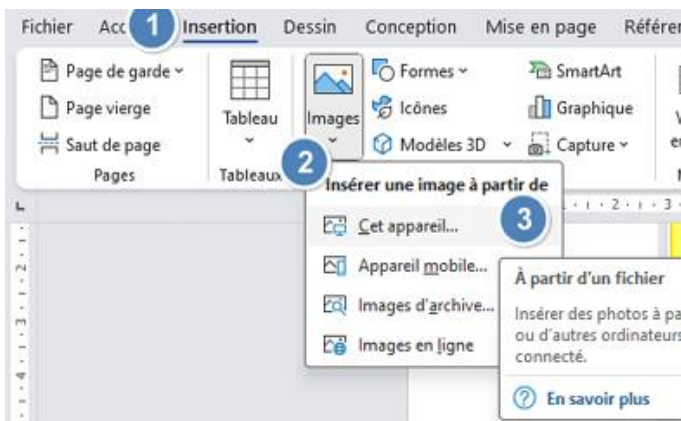 Fichier Acc 1 Insertion Dessin Conception Mise en page Référer
Page de garde
Page vierge
Saut de page
Pages
Tableau
Tableaux
Images
2
Formes
Icônes
Modèles 3D
SmartArt
Graphique
Capture
Insérer une image à partir de
Cet appareil... 3
Appareil mobile...
Images d'archive...
Images en ligne
À partir d'un fichier
Insérer des photos à pa
ou d'autres ordinateurs
connecté.
En savoir plus